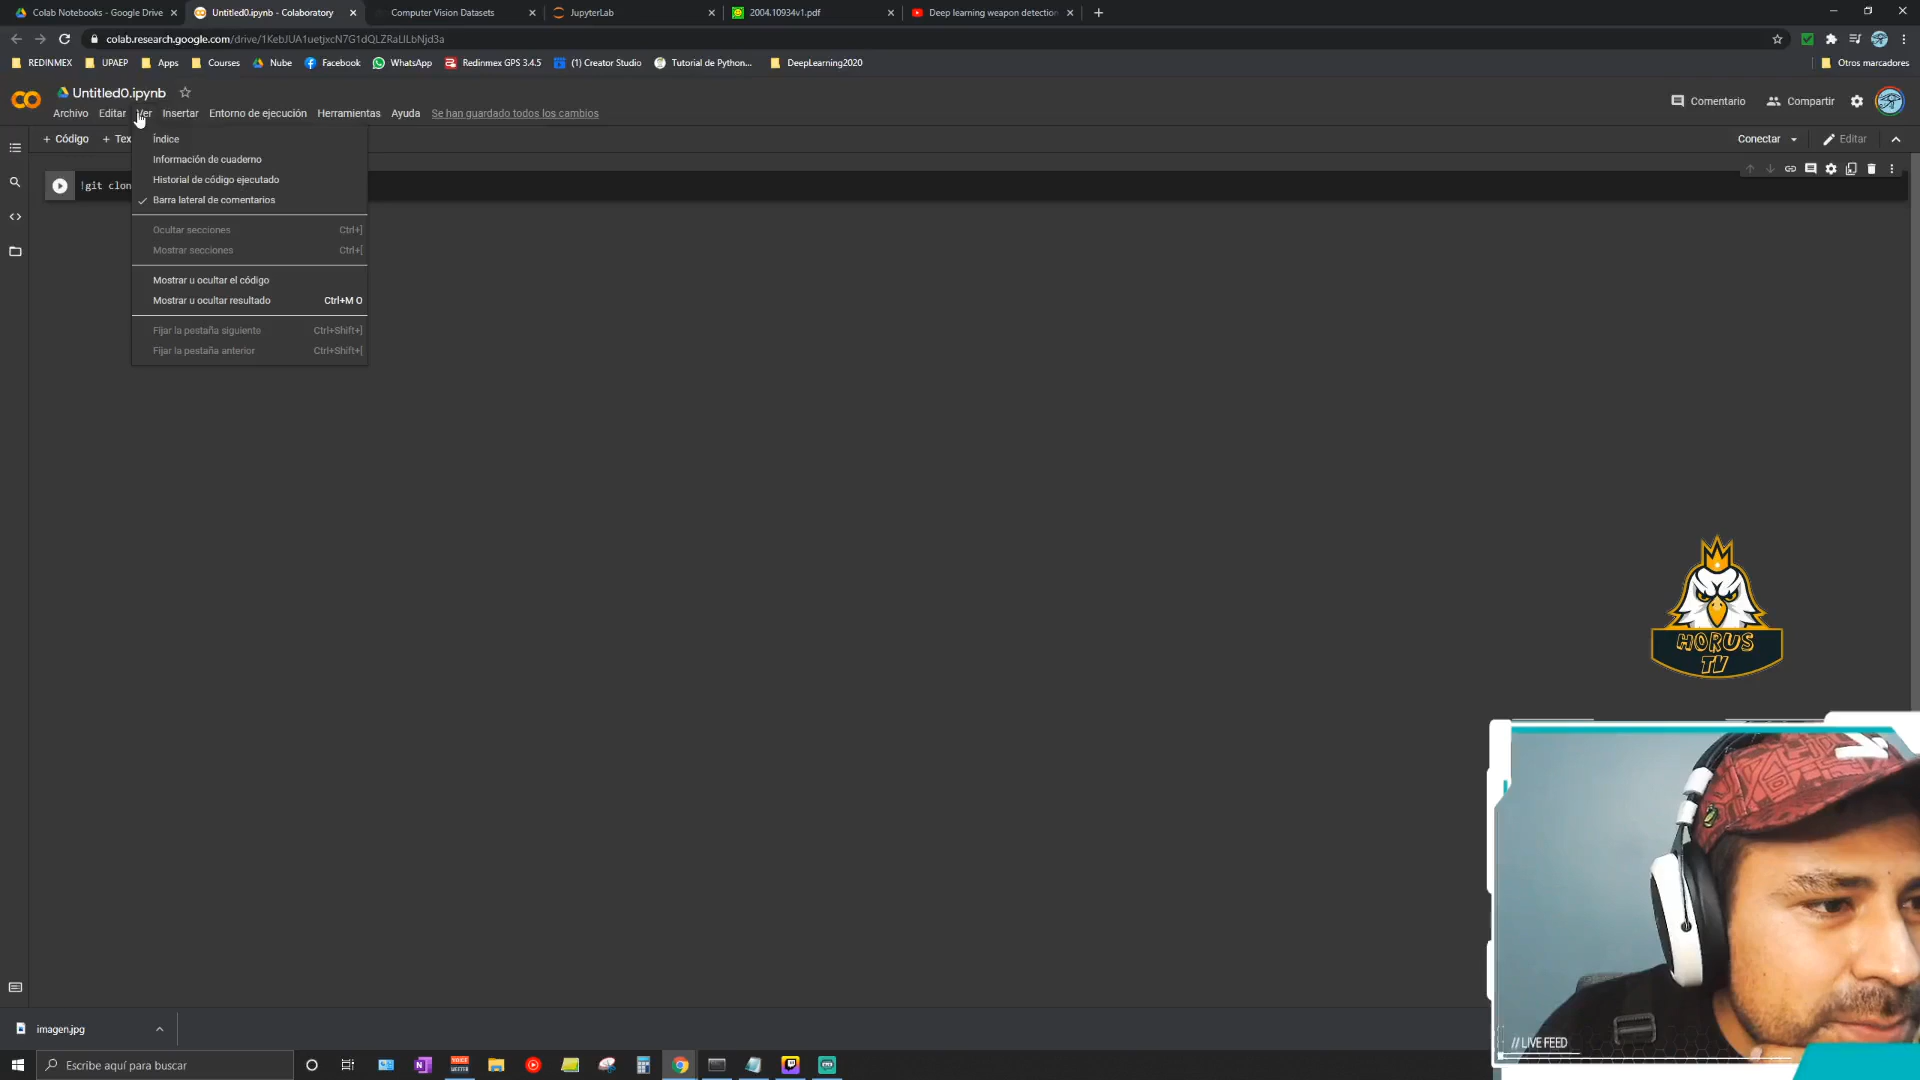 Colab Notebooks - Google Drive
Untitled0.ipynb - Colaboratory
Computer Vision Datasets
JupyterLab
2004.10934v1.pdf
Deep learning weapon detection
colab.research.google.com/drive/1KebJUA1uetjxcN7G1dQLZRaLILbNjd3a
REDINMEX
UPAEP
Apps
Courses
Nube
Facebook
WhatsApp
Redinmex GPS 3.4.5
(1) Creator Studio
Tutorial de Python...
DeepLearning2020
Otros marcadores
Untitled0.ipynb
Archivo Editar Ver Insertar Entorno de ejecución Herramientas Ayuda Se han guardado todos los cambios
Comentario
Compartir
+ Código + Tex
Conectar
Editar
!git clon
Índice
Información de cuaderno
Historial de código ejecutado
Barra lateral de comentarios
Ocultar secciones Ctrl+]
Mostrar secciones Ctrl+[
Mostrar u ocultar el código
Mostrar u ocultar resultado Ctrl+M O
Fijar la pestaña siguiente Ctrl+Shift+]
Fijar la pestaña anterior Ctrl+Shift+[
HORUS
TV
// LIVE FEED
imagen.jpg
Escribe aquí para buscar